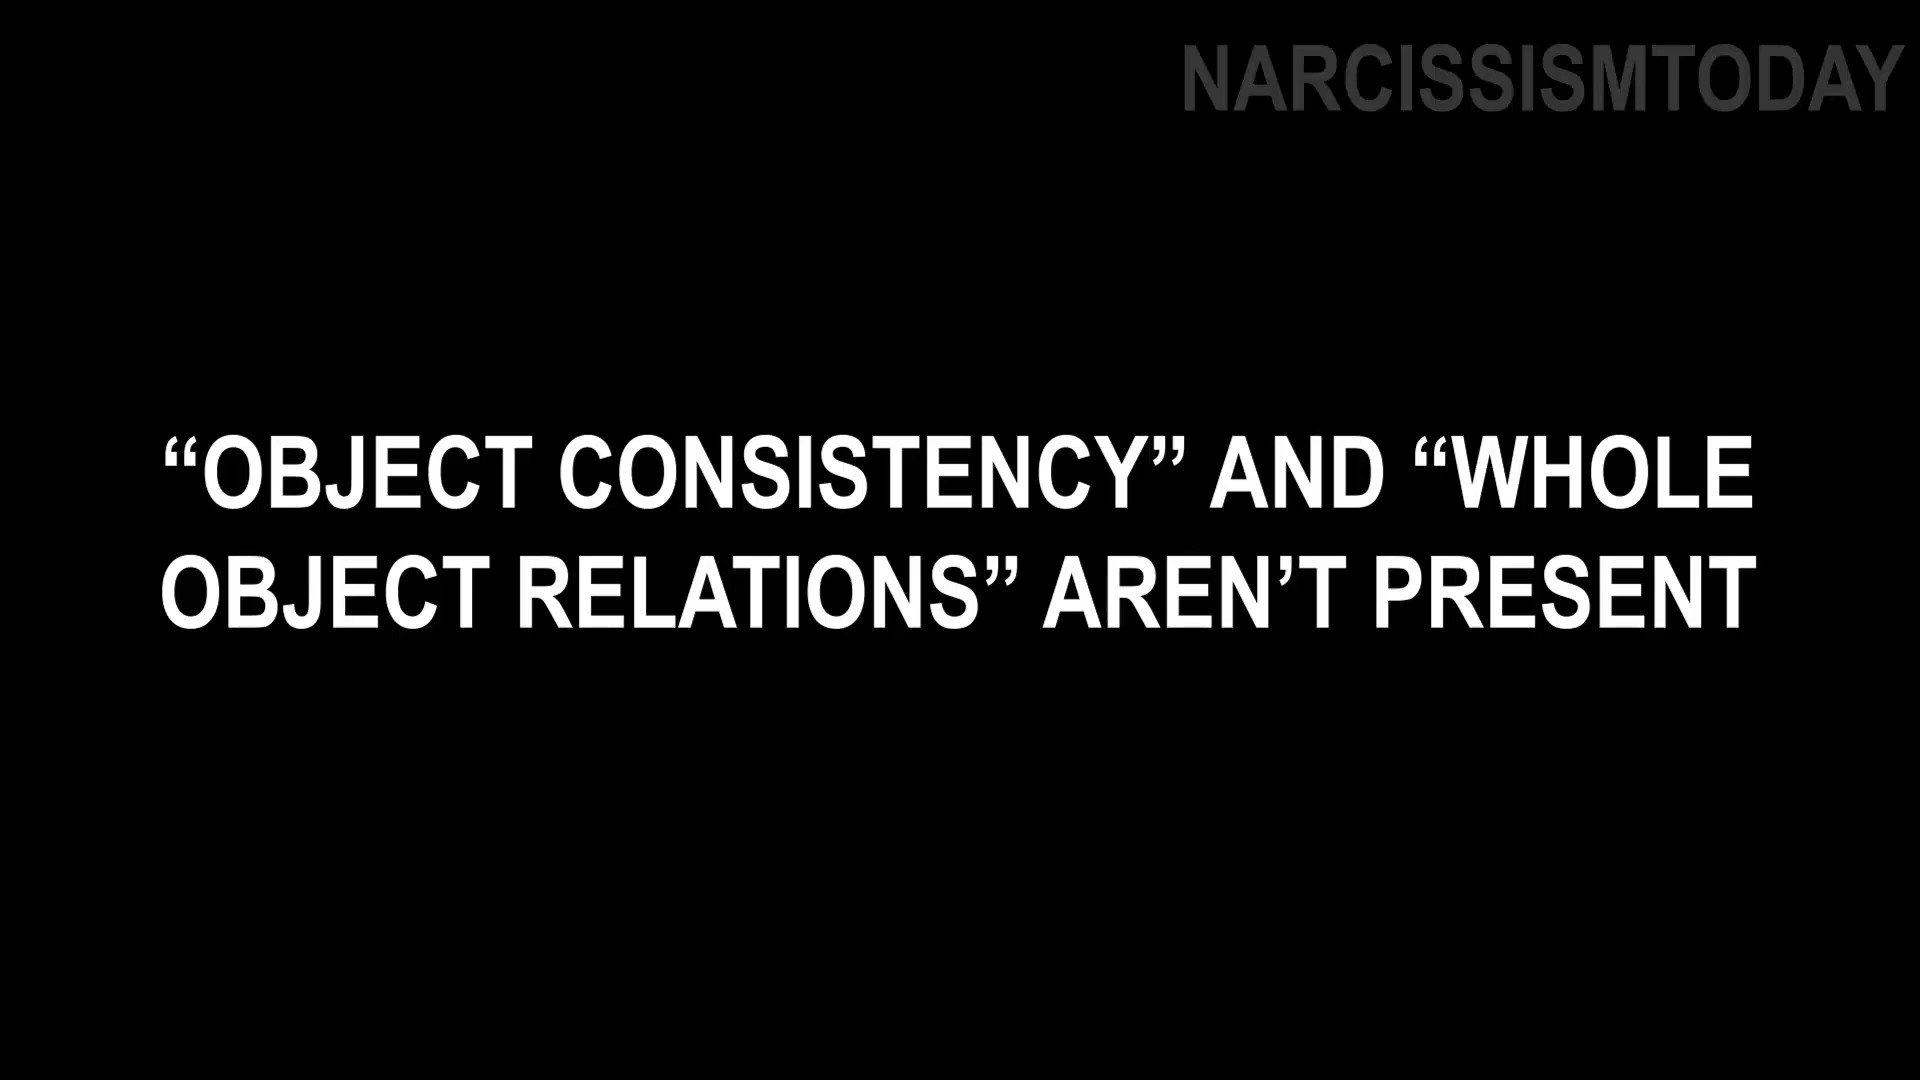 NARCISSISMTODAY
“OBJECT CONSISTENCY” AND “WHOLE
OBJECT RELATIONS” AREN’T PRESENT